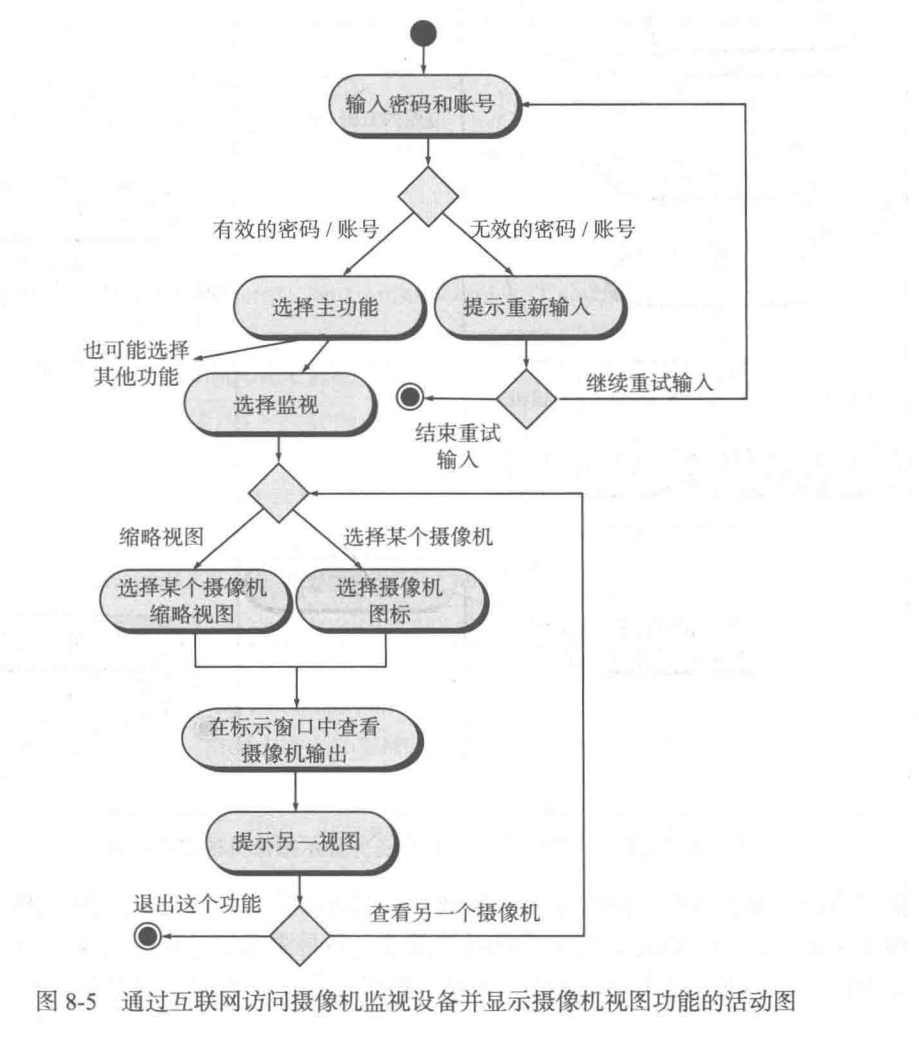 输入密码和账号
有效的密码 / 账号
无效的密码 / 账号
选择主功能
提示重新输入
也可能选择
其他功能
选择监视
继续重试输入
结束重试
输入
缩略视图
选择某个摄像机
选择某个摄像机
缩略视图
选择摄像机
图标
在标示窗口中查看
摄像机输出
提示另一视图
退出这个功能
查看另一个摄像机
图 8-5 通过互联网访问摄像机监视设备并显示摄像机视图功能的活动图